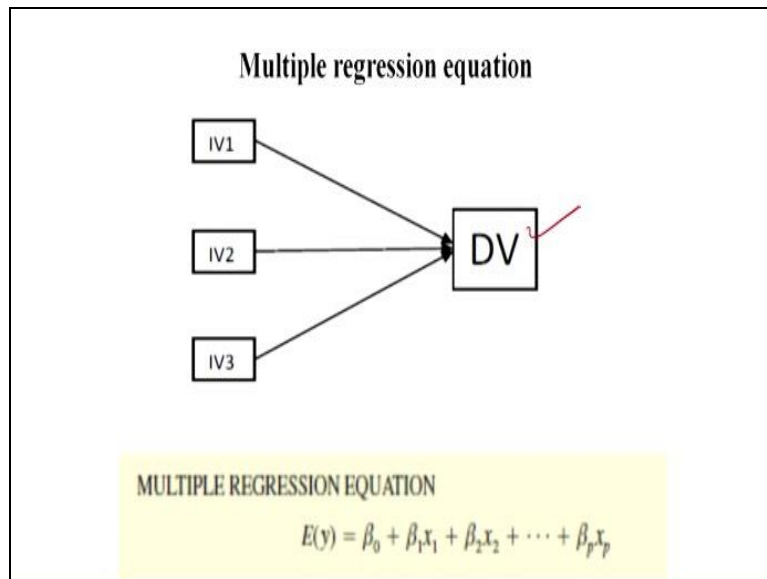 Multiple regression equation
IV1
IV2
DV
IV3
MULTIPLE REGRESSION EQUATION
E(y) = β₀ + β₁x₁ + β₂x₂ + ··· + βₚxₚ